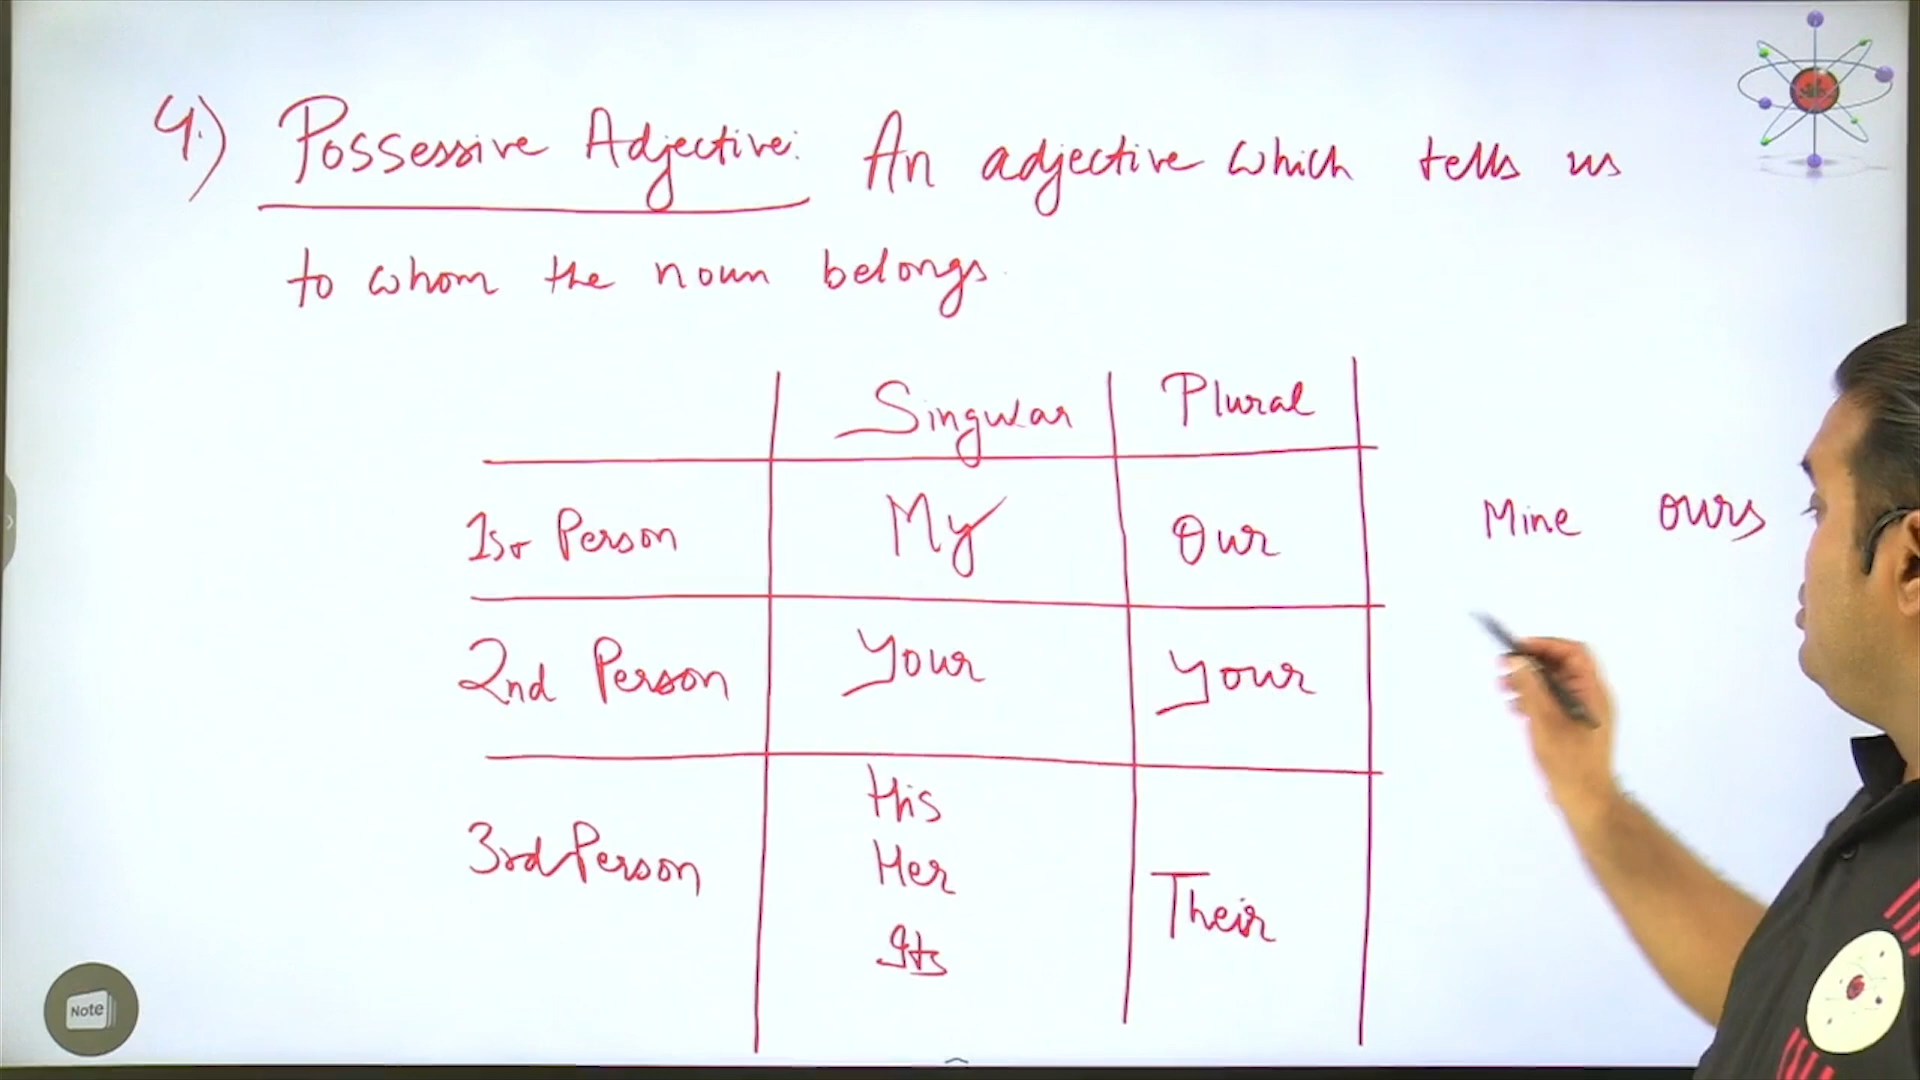 4.) Possessive Adjective: An adjective which tells us
to whom the noun belongs.
Singular Plural
1st Person My Our Mine ours
2nd Person Your Your
3rd Person His
Her
Their
Its
Note